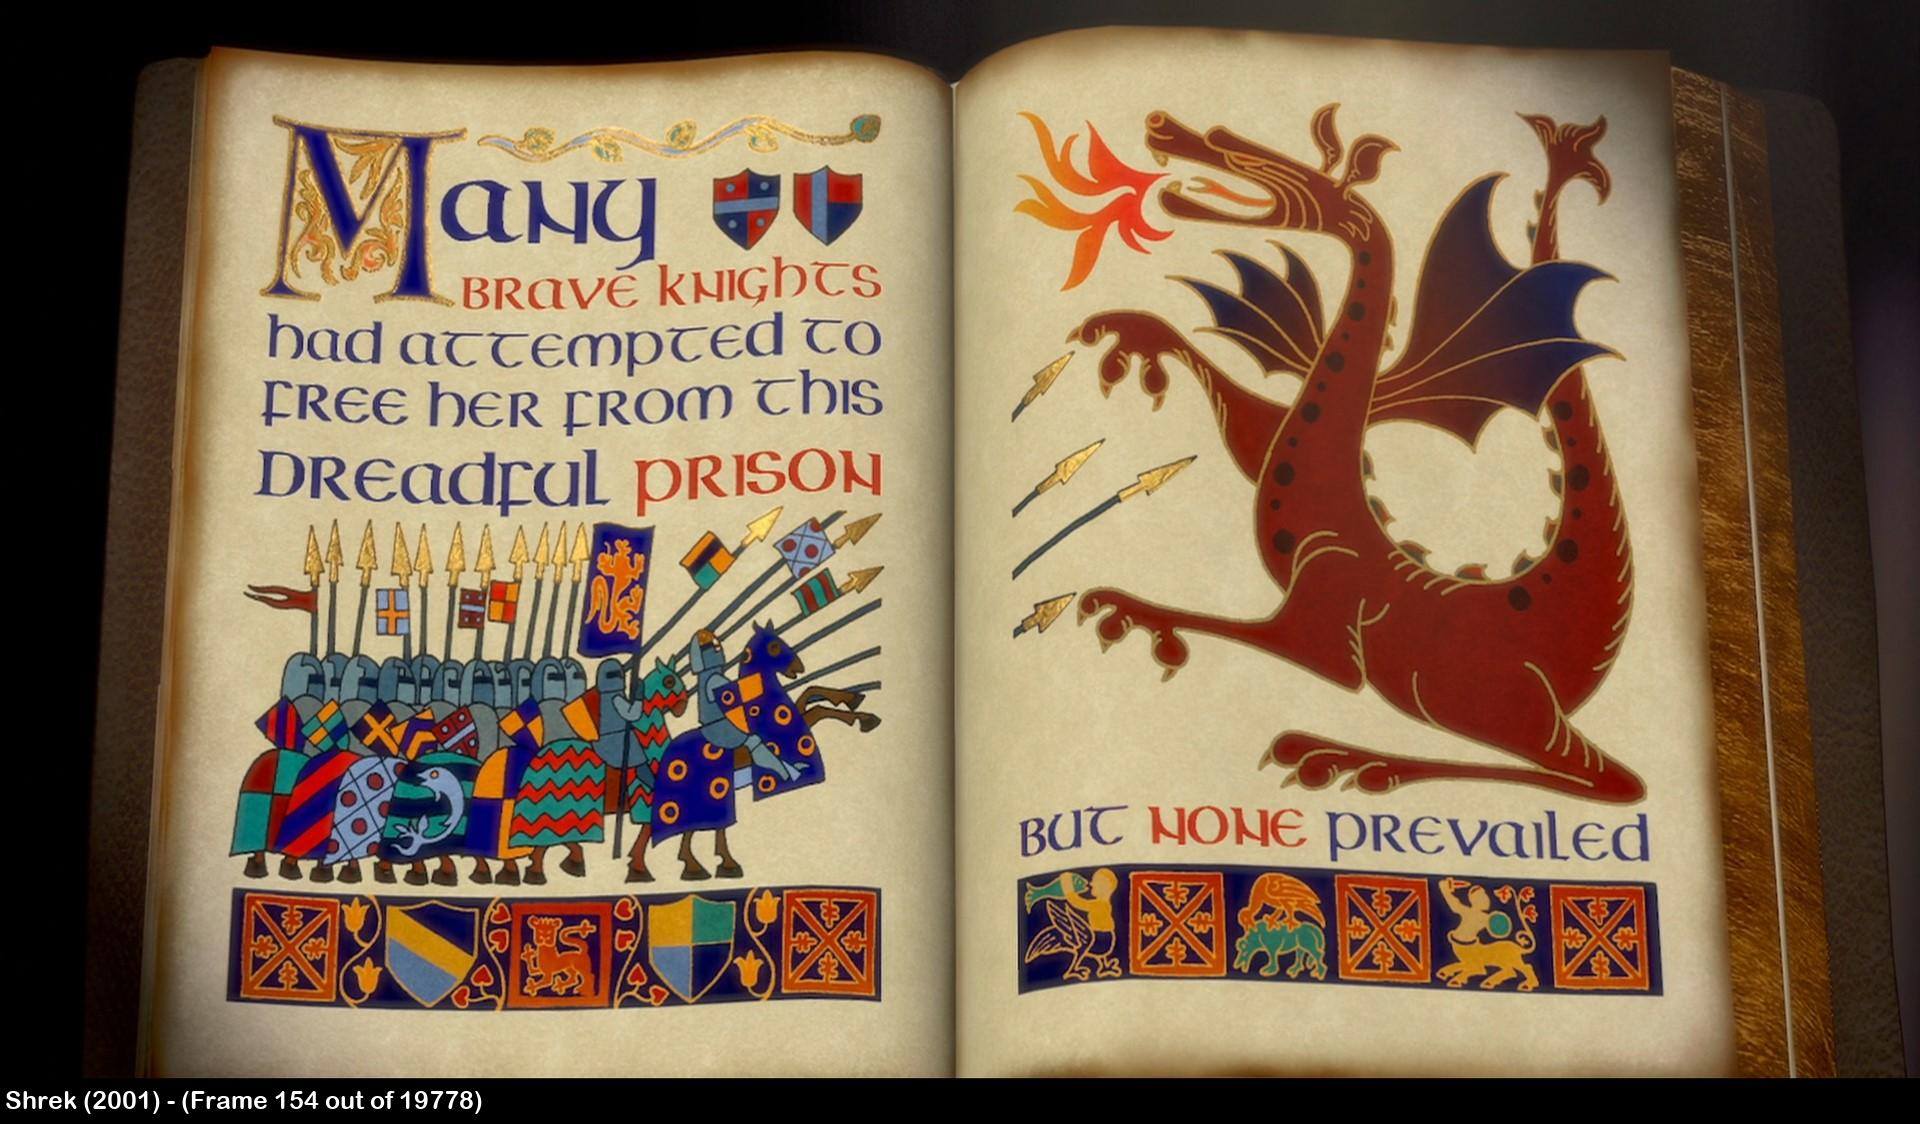 Many
BRAVE KNIGHTS
had attempted to
FREE HER FROM THIS
DREADFUL PRISON
BUT NONE PREVAILED
Shrek (2001) - (Frame 154 out of 19778)